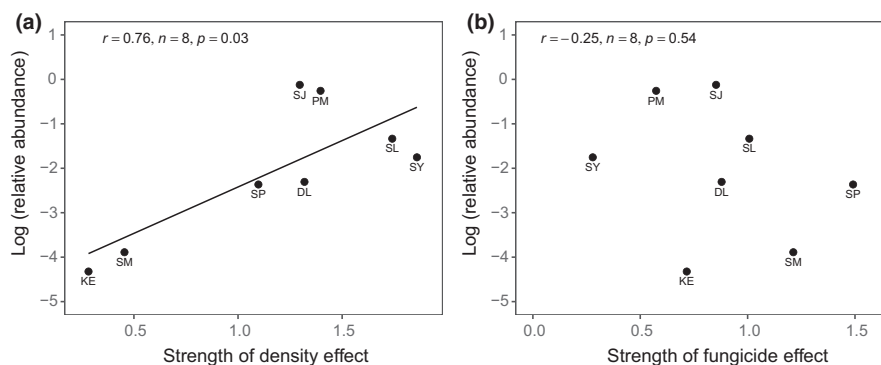 (a)
r = 0.76, n = 8, p = 0.03
Log (relative abundance)
1
0
−1
−2
−3
−4
−5
SJ
PM
SL
SY
SP
DL
SM
KE
0.5
1.0
1.5
Strength of density effect
(b)
r = −0.25, n = 8, p = 0.54
Log (relative abundance)
1
0
−1
−2
−3
−4
−5
PM
SJ
SL
SY
DL
SP
SM
KE
0.0
0.5
1.0
1.5
Strength of fungicide effect